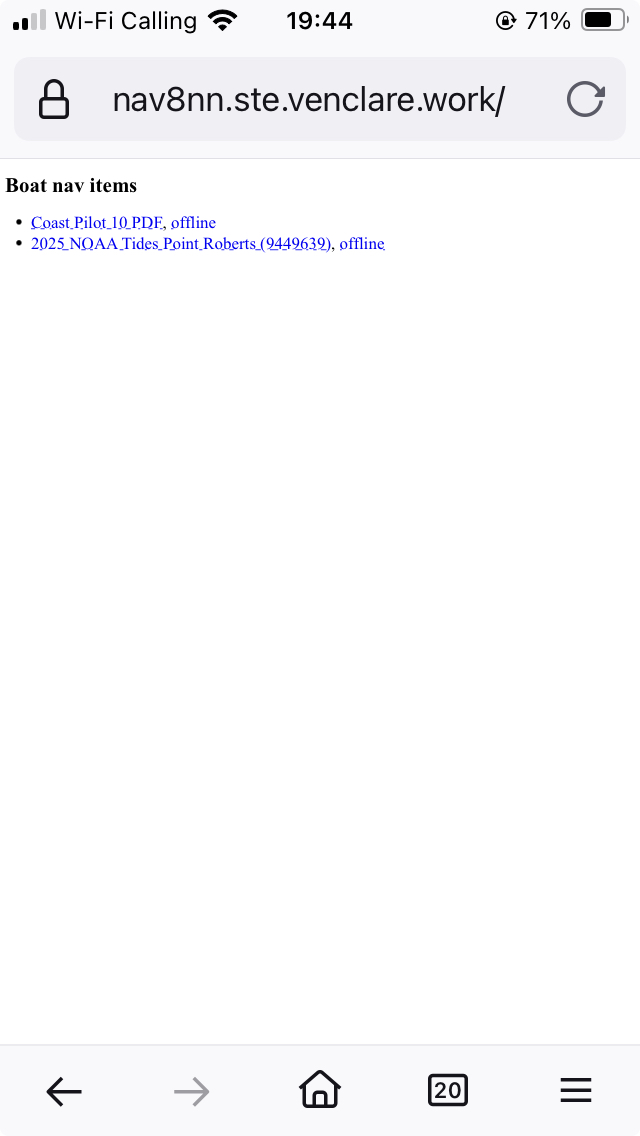 Wi-Fi Calling 19:44 71%
nav8nn.ste.venclare.work/
Boat nav items
• Coast Pilot 10 PDF, offline
• 2025 NOAA Tides Point Roberts (9449639), offline
20